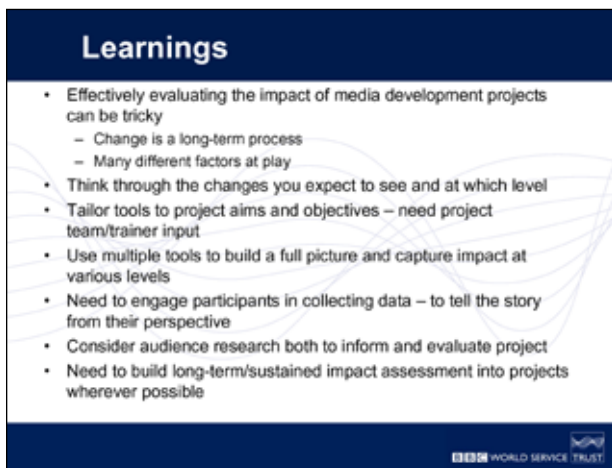 Learnings
• Effectively evaluating the impact of media development projects
can be tricky
– Change is a long-term process
– Many different factors at play
• Think through the changes you expect to see and at which level
• Tailor tools to project aims and objectives – need project
team/trainer input
• Use multiple tools to build a full picture and capture impact at
various levels
• Need to engage participants in collecting data – to tell the story
from their perspective
• Consider audience research both to inform and evaluate project
• Need to build long-term/sustained impact assessment into projects
wherever possible
BBC WORLD SERVICE TRUST